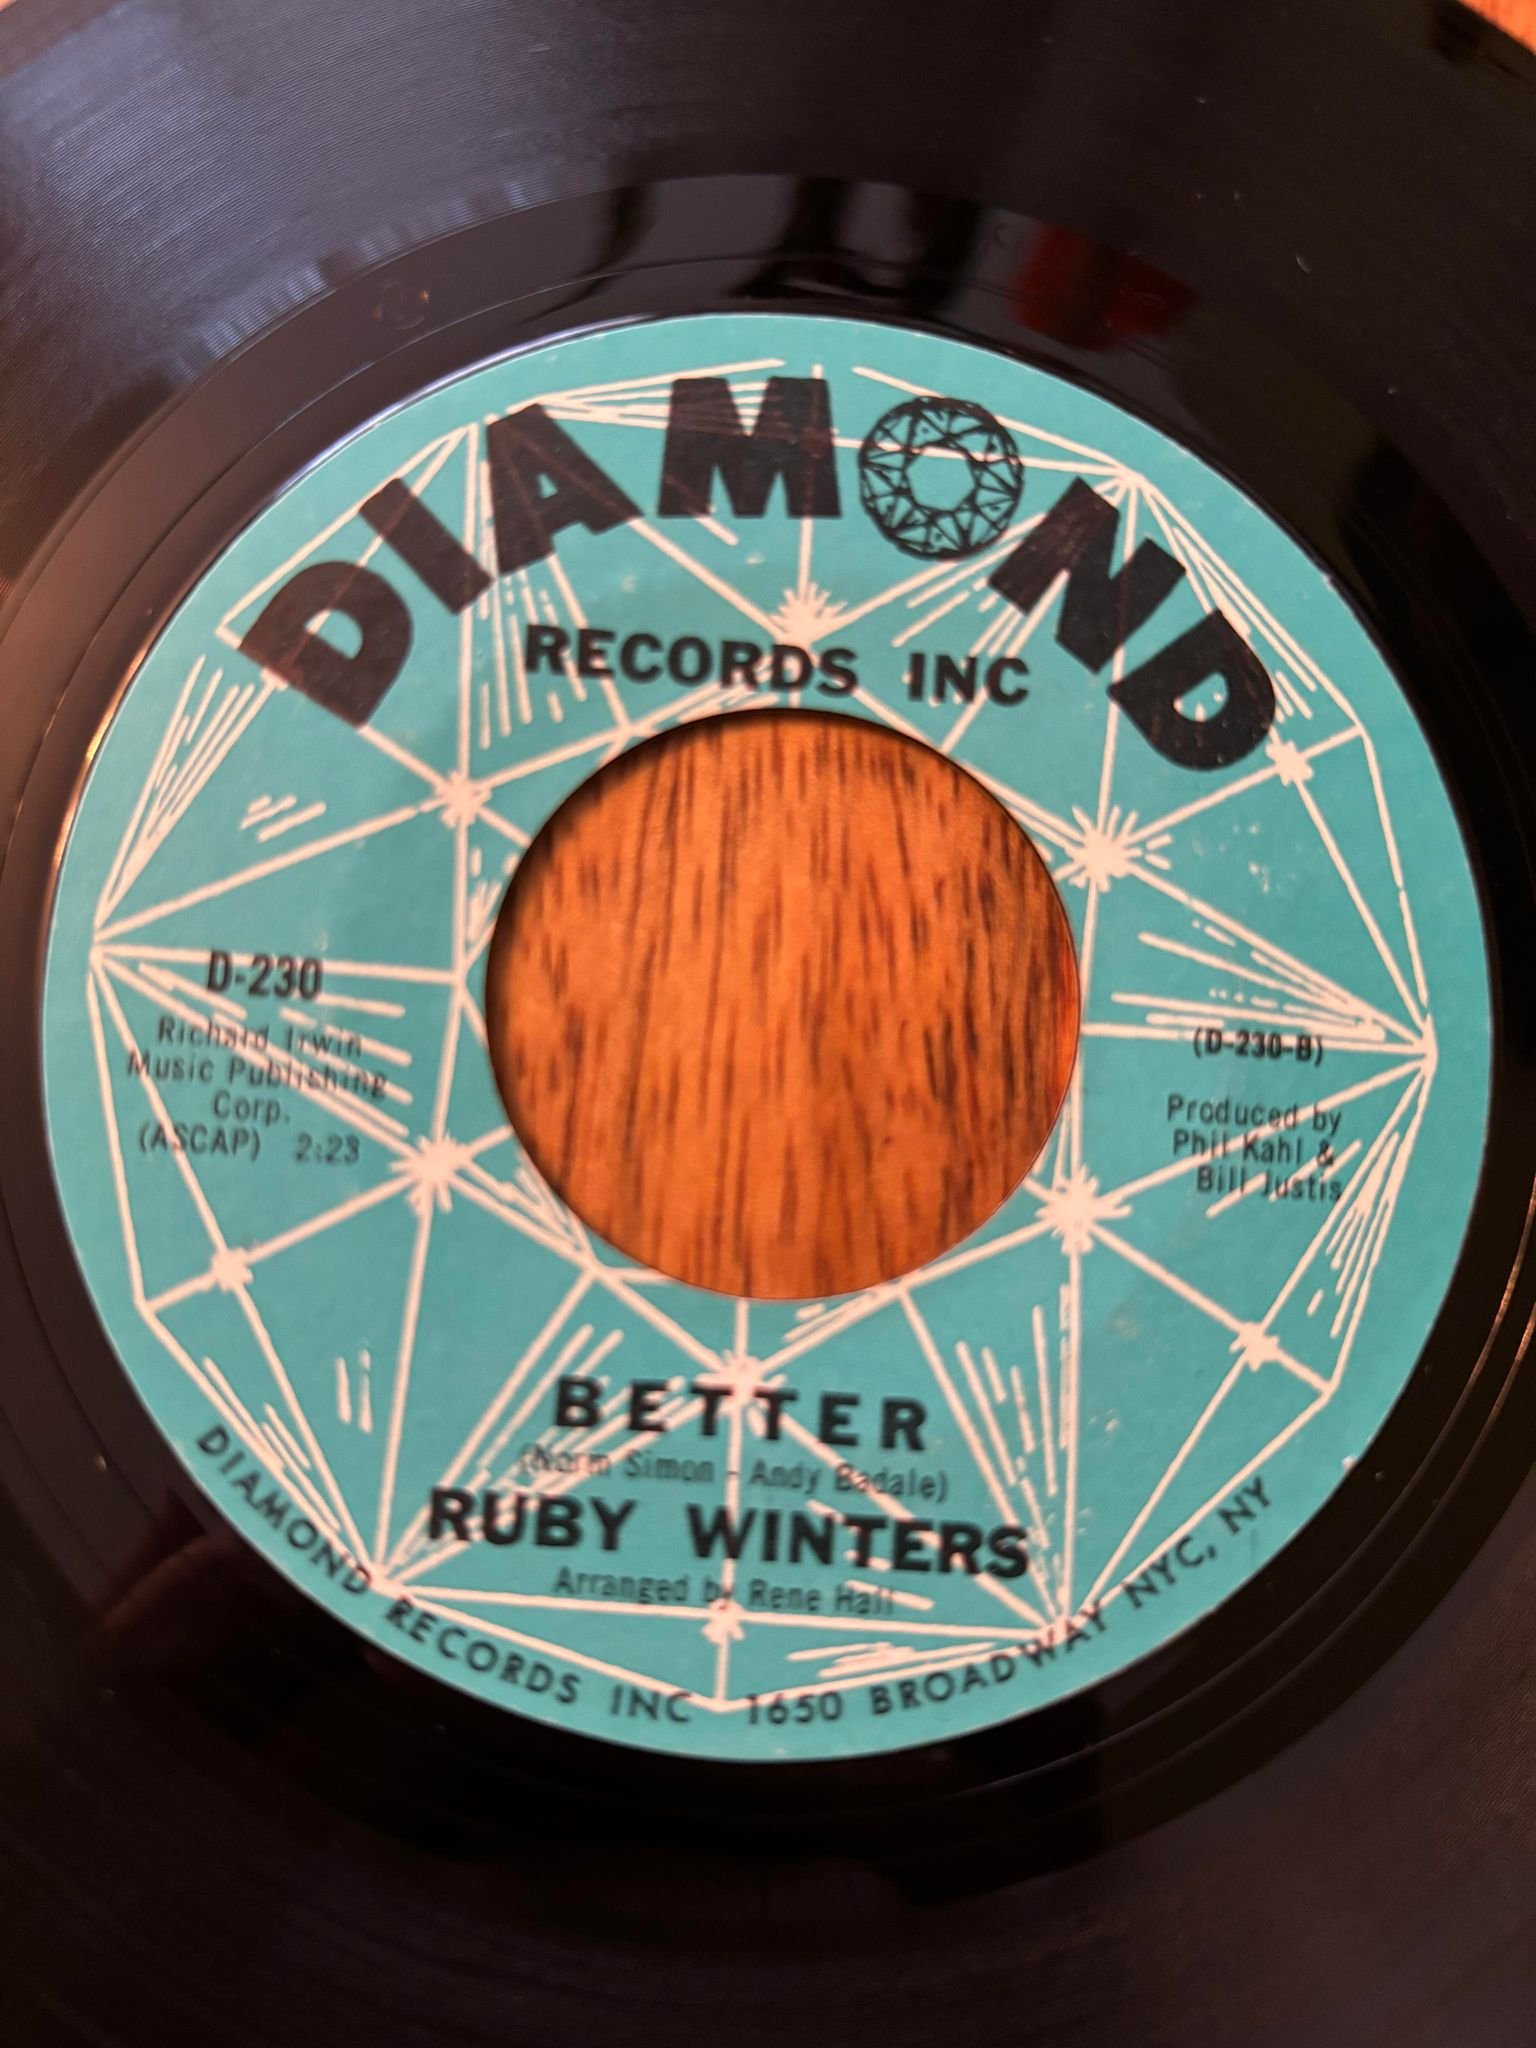 DIAMOND
RECORDS INC
D-230
Richard Irwin
Music Publishing
Corp.
(ASCAP) 2:23
(D-230-B)
Produced by
Phil Kahl &
Bill Justis
BETTER
(Norm Simon - Andy Badale)
RUBY WINTERS
Arranged by Rene Hall
DIAMOND RECORDS INC 1650 BROADWAY NYC, NY